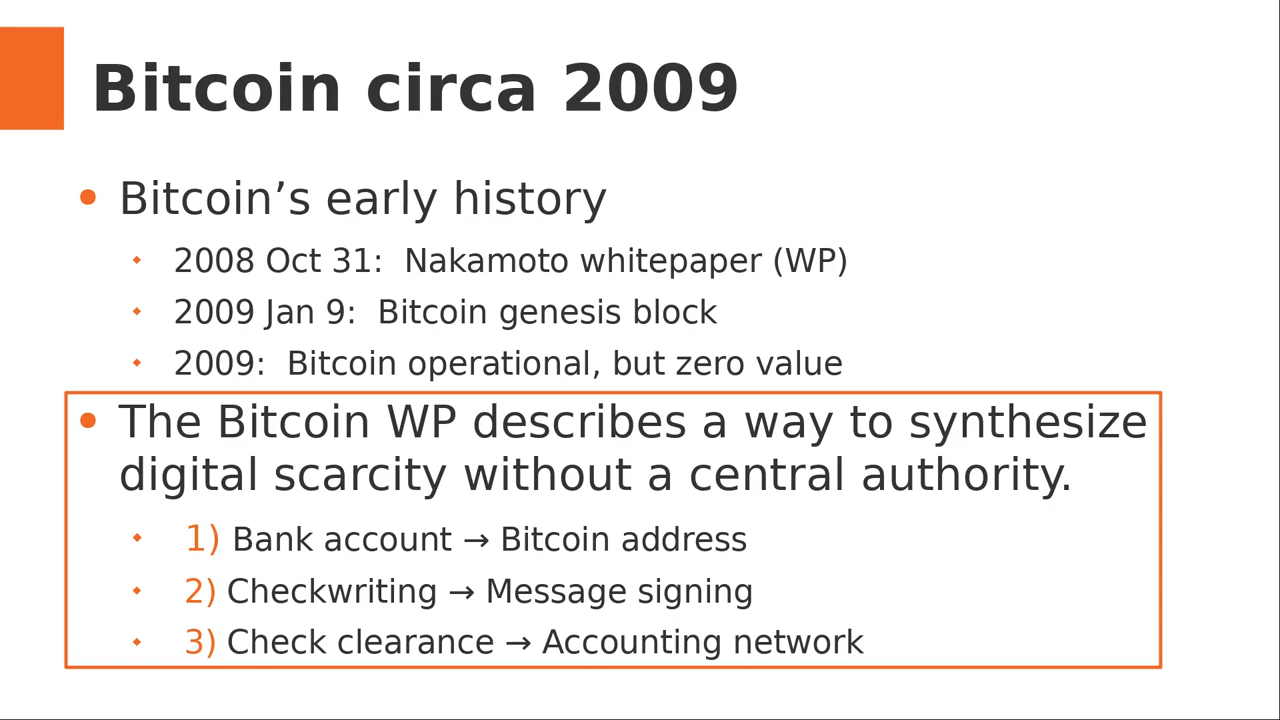 Bitcoin circa 2009
• Bitcoin’s early history
2008 Oct 31:  Nakamoto whitepaper (WP)
2009 Jan 9:  Bitcoin genesis block
2009:  Bitcoin operational, but zero value
• The Bitcoin WP describes a way to synthesize
digital scarcity without a central authority.
1) Bank account → Bitcoin address
2) Checkwriting → Message signing
3) Check clearance → Accounting network